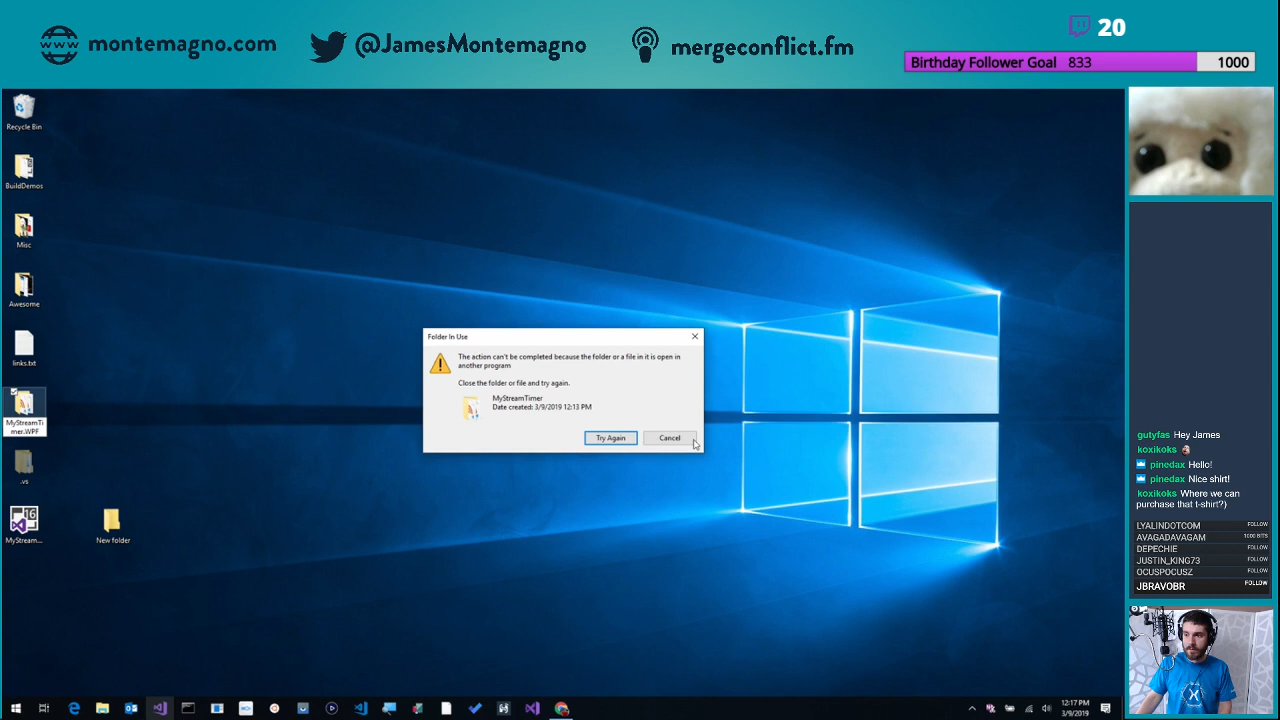 montemagno.com
@JamesMontemagno
mergeconflict.fm
20
Birthday Follower Goal 833 1000
Recycle Bin
BuildDemos
Misc
Awesome
links.txt
MyStreamTi
mer.WPF
.vs
16
MyStream...
New folder
Folder In Use
The action can't be completed because the folder or a file in it is open in
another program
Close the folder or file and try again.
MyStreamTimer
Date created: 3/9/2019 12:13 PM
Try Again Cancel
gutyfas Hey James
koxikoks
pinedax Hello!
pinedax Nice shirt!
koxikoks Where we can
purchase that t-shirt?)
LYALINDOTCOM FOLLOW
AVAGADAVAGAM 1000 BITS
DEPECHIE FOLLOW
JUSTIN_KING73 FOLLOW
OCUSPOCUSZ FOLLOW
JBRAVOBR FOLLOW
12:17 PM
3/9/2019